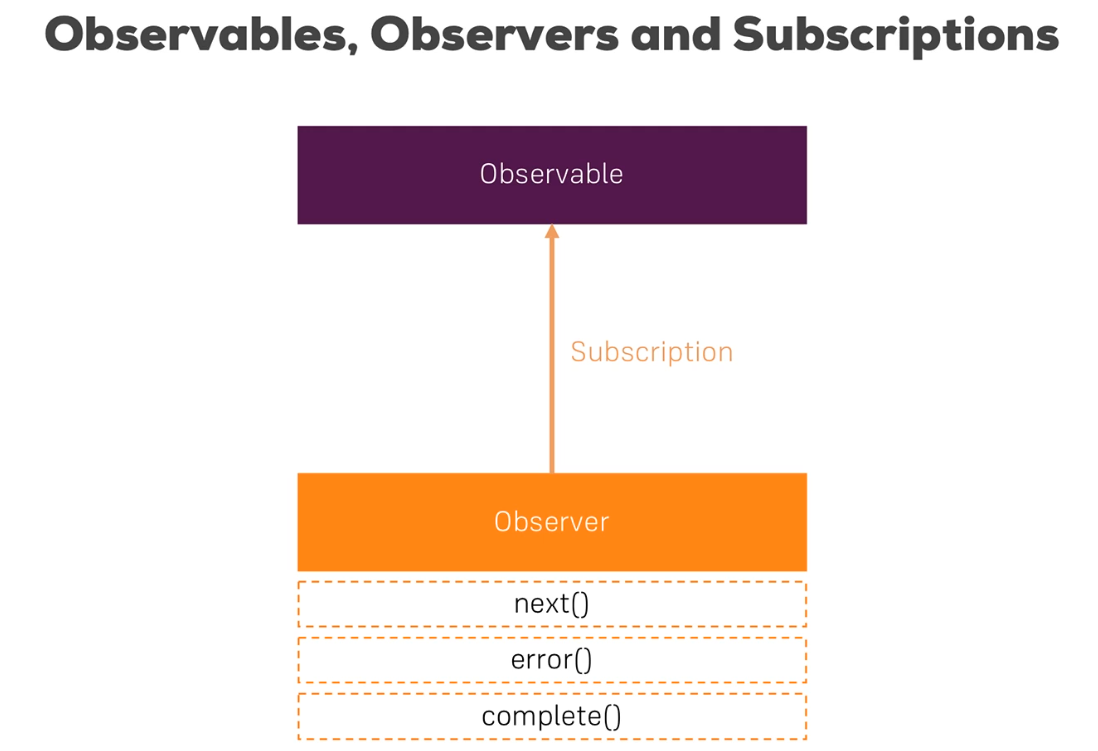 Observables, Observers and Subscriptions
Observable
Subscription
Observer
next()
error()
complete()